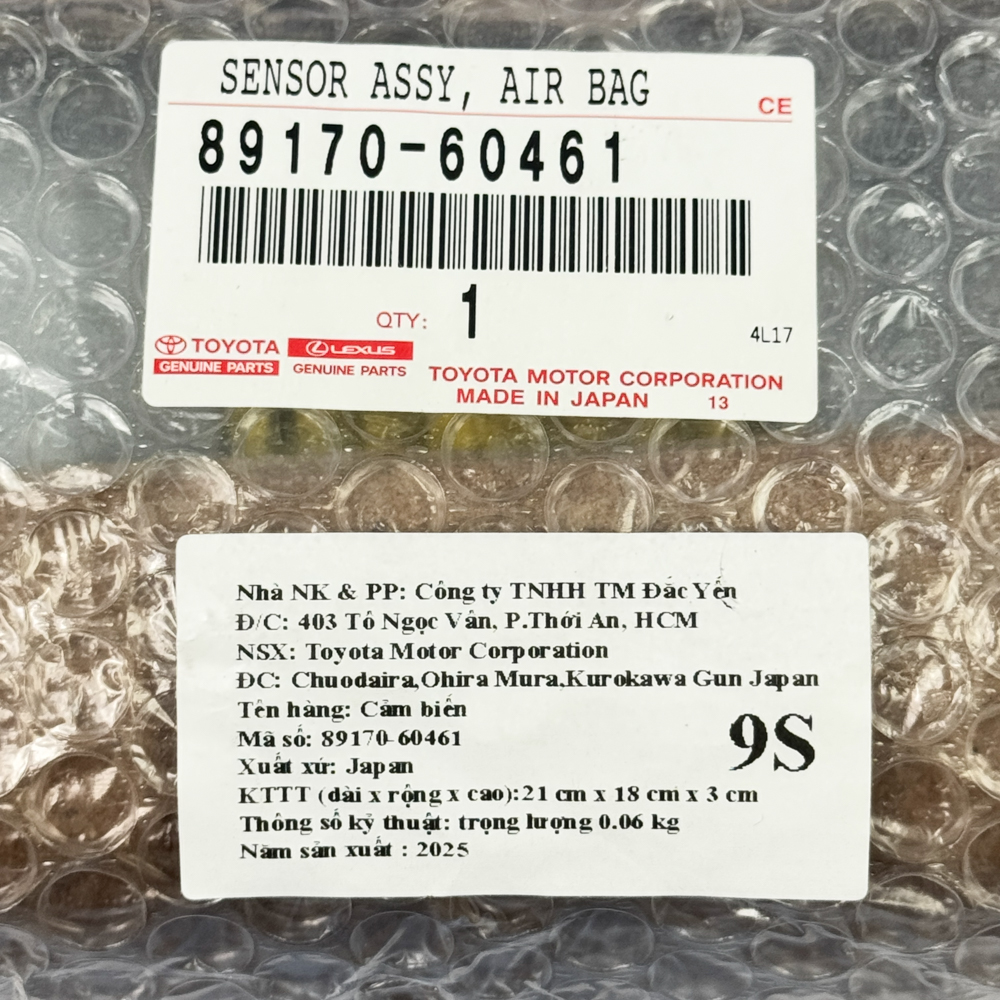 SENSOR ASSY, AIR BAG
CE
89170-60461
QTY: 1
4L17
TOYOTA LEXUS
GENUINE PARTS GENUINE PARTS
TOYOTA MOTOR CORPORATION
MADE IN JAPAN 13
Nhà NK & PP: Công ty TNHH TM Đắc Yến
Đ/C: 403 Tô Ngọc Vân, P.Thới An, HCM
NSX: Toyota Motor Corporation
ĐC: Chuodaira,Ohira Mura,Kurokawa Gun Japan
Tên hàng: Cảm biến
Mã số: 89170-60461
9S
Xuất xứ: Japan
KTTT (dài x rộng x cao):21 cm x 18 cm x 3 cm
Thông số kỹ thuật: trọng lượng 0.06 kg
Năm sản xuất : 2025